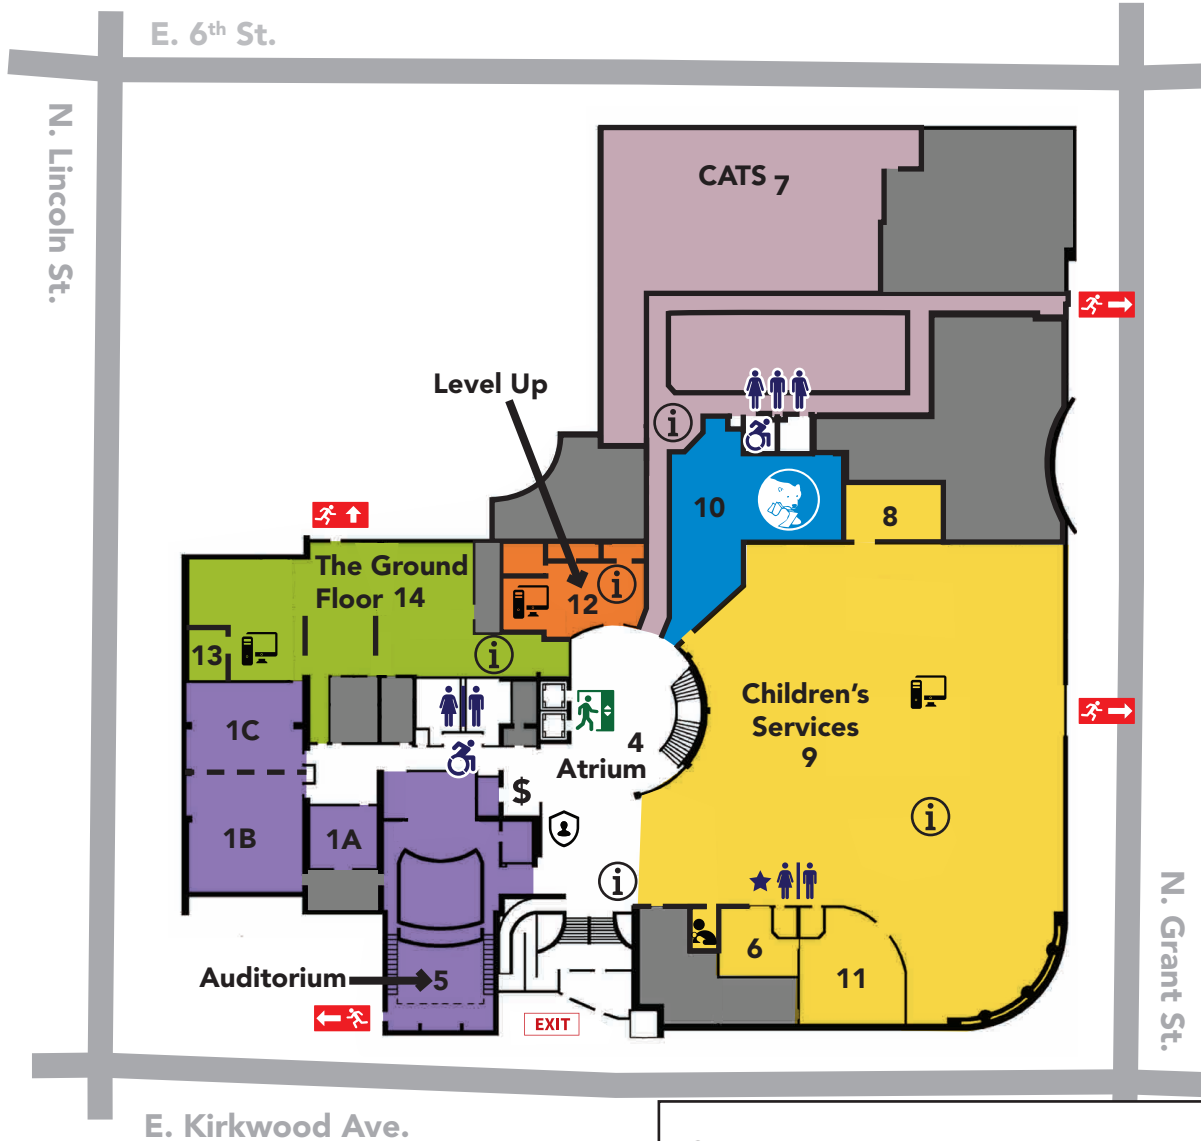 E. 6th St.
N. Lincoln St.
CATS 7
Level Up
10
8
The Ground
Floor 14
12
13
i
i
i
1C
Children's
Services
9
4
Atrium
$
1B
1A
i
i
6
11
Auditorium
5
EXIT
N. Grant St.
E. Kirkwood Ave.